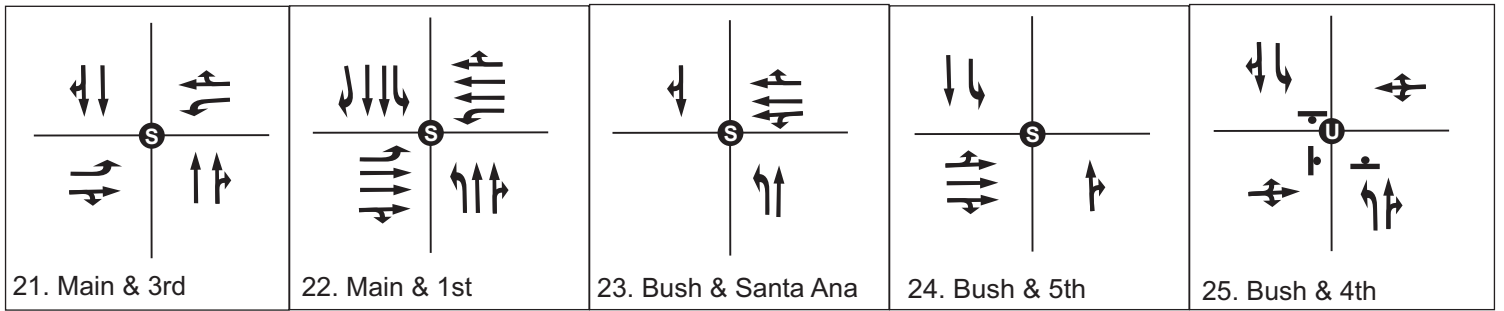 S
21. Main & 3rd
S
22. Main & 1st
S
23. Bush & Santa Ana
S
24. Bush & 5th
U
25. Bush & 4th